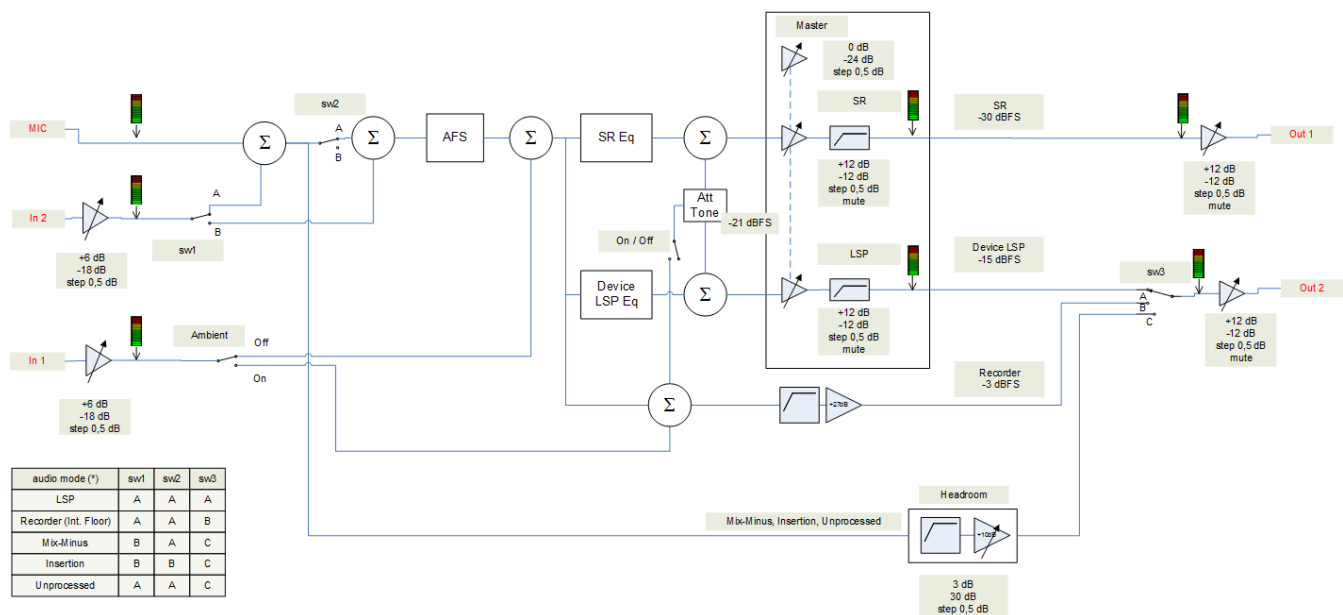 Master
0 dB
-24 dB
step 0,5 dB
sw2
SR
SR
-30 dBFS
MIC
Σ
A
B
Σ
AFS
Σ
SR Eq
Σ
Out 1
+12 dB
-12 dB
step 0,5 dB
mute
+12 dB
-12 dB
step 0,5 dB
mute
In 2
A
B
sw1
Att
Tone
-21 dBFS
On / Off
+6 dB
-18 dB
step 0,5 dB
LSP
Device LSP
-15 dBFS
sw3
Device
LSP Eq
Σ
A
B
C
Out 2
+12 dB
-12 dB
step 0,5 dB
mute
+12 dB
-12 dB
step 0,5 dB
mute
In 1
Ambient
Off
On
+6 dB
-18 dB
step 0,5 dB
Σ
+27dB
Recorder
-3 dBFS
audio mode (*) sw1 sw2 sw3
LSP A A A
Recorder (Int. Floor) A A B
Mix-Minus B A C
Insertion B B C
Unprocessed A A C
Mix-Minus, Insertion, Unprocessed
Headroom
+10dB
3 dB
30 dB
step 0,5 dB